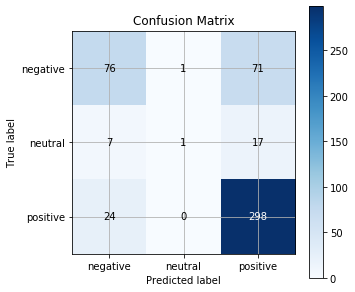 Confusion Matrix
negative 76 1 71
neutral 7 1 17
positive 24 0 298
negative neutral positive
Predicted label
True label
250
200
150
100
50
0